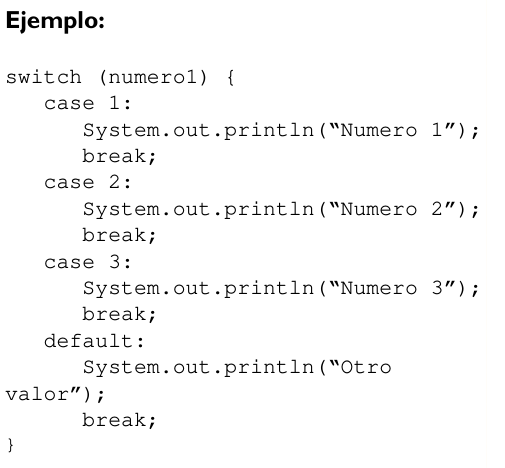 Ejemplo:
switch (numero1) {
case 1:
System.out.println(“Numero 1”);
break;
case 2:
System.out.println(“Numero 2”);
break;
case 3:
System.out.println(“Numero 3”);
break;
default:
System.out.println(“Otro
valor”);
break;
}